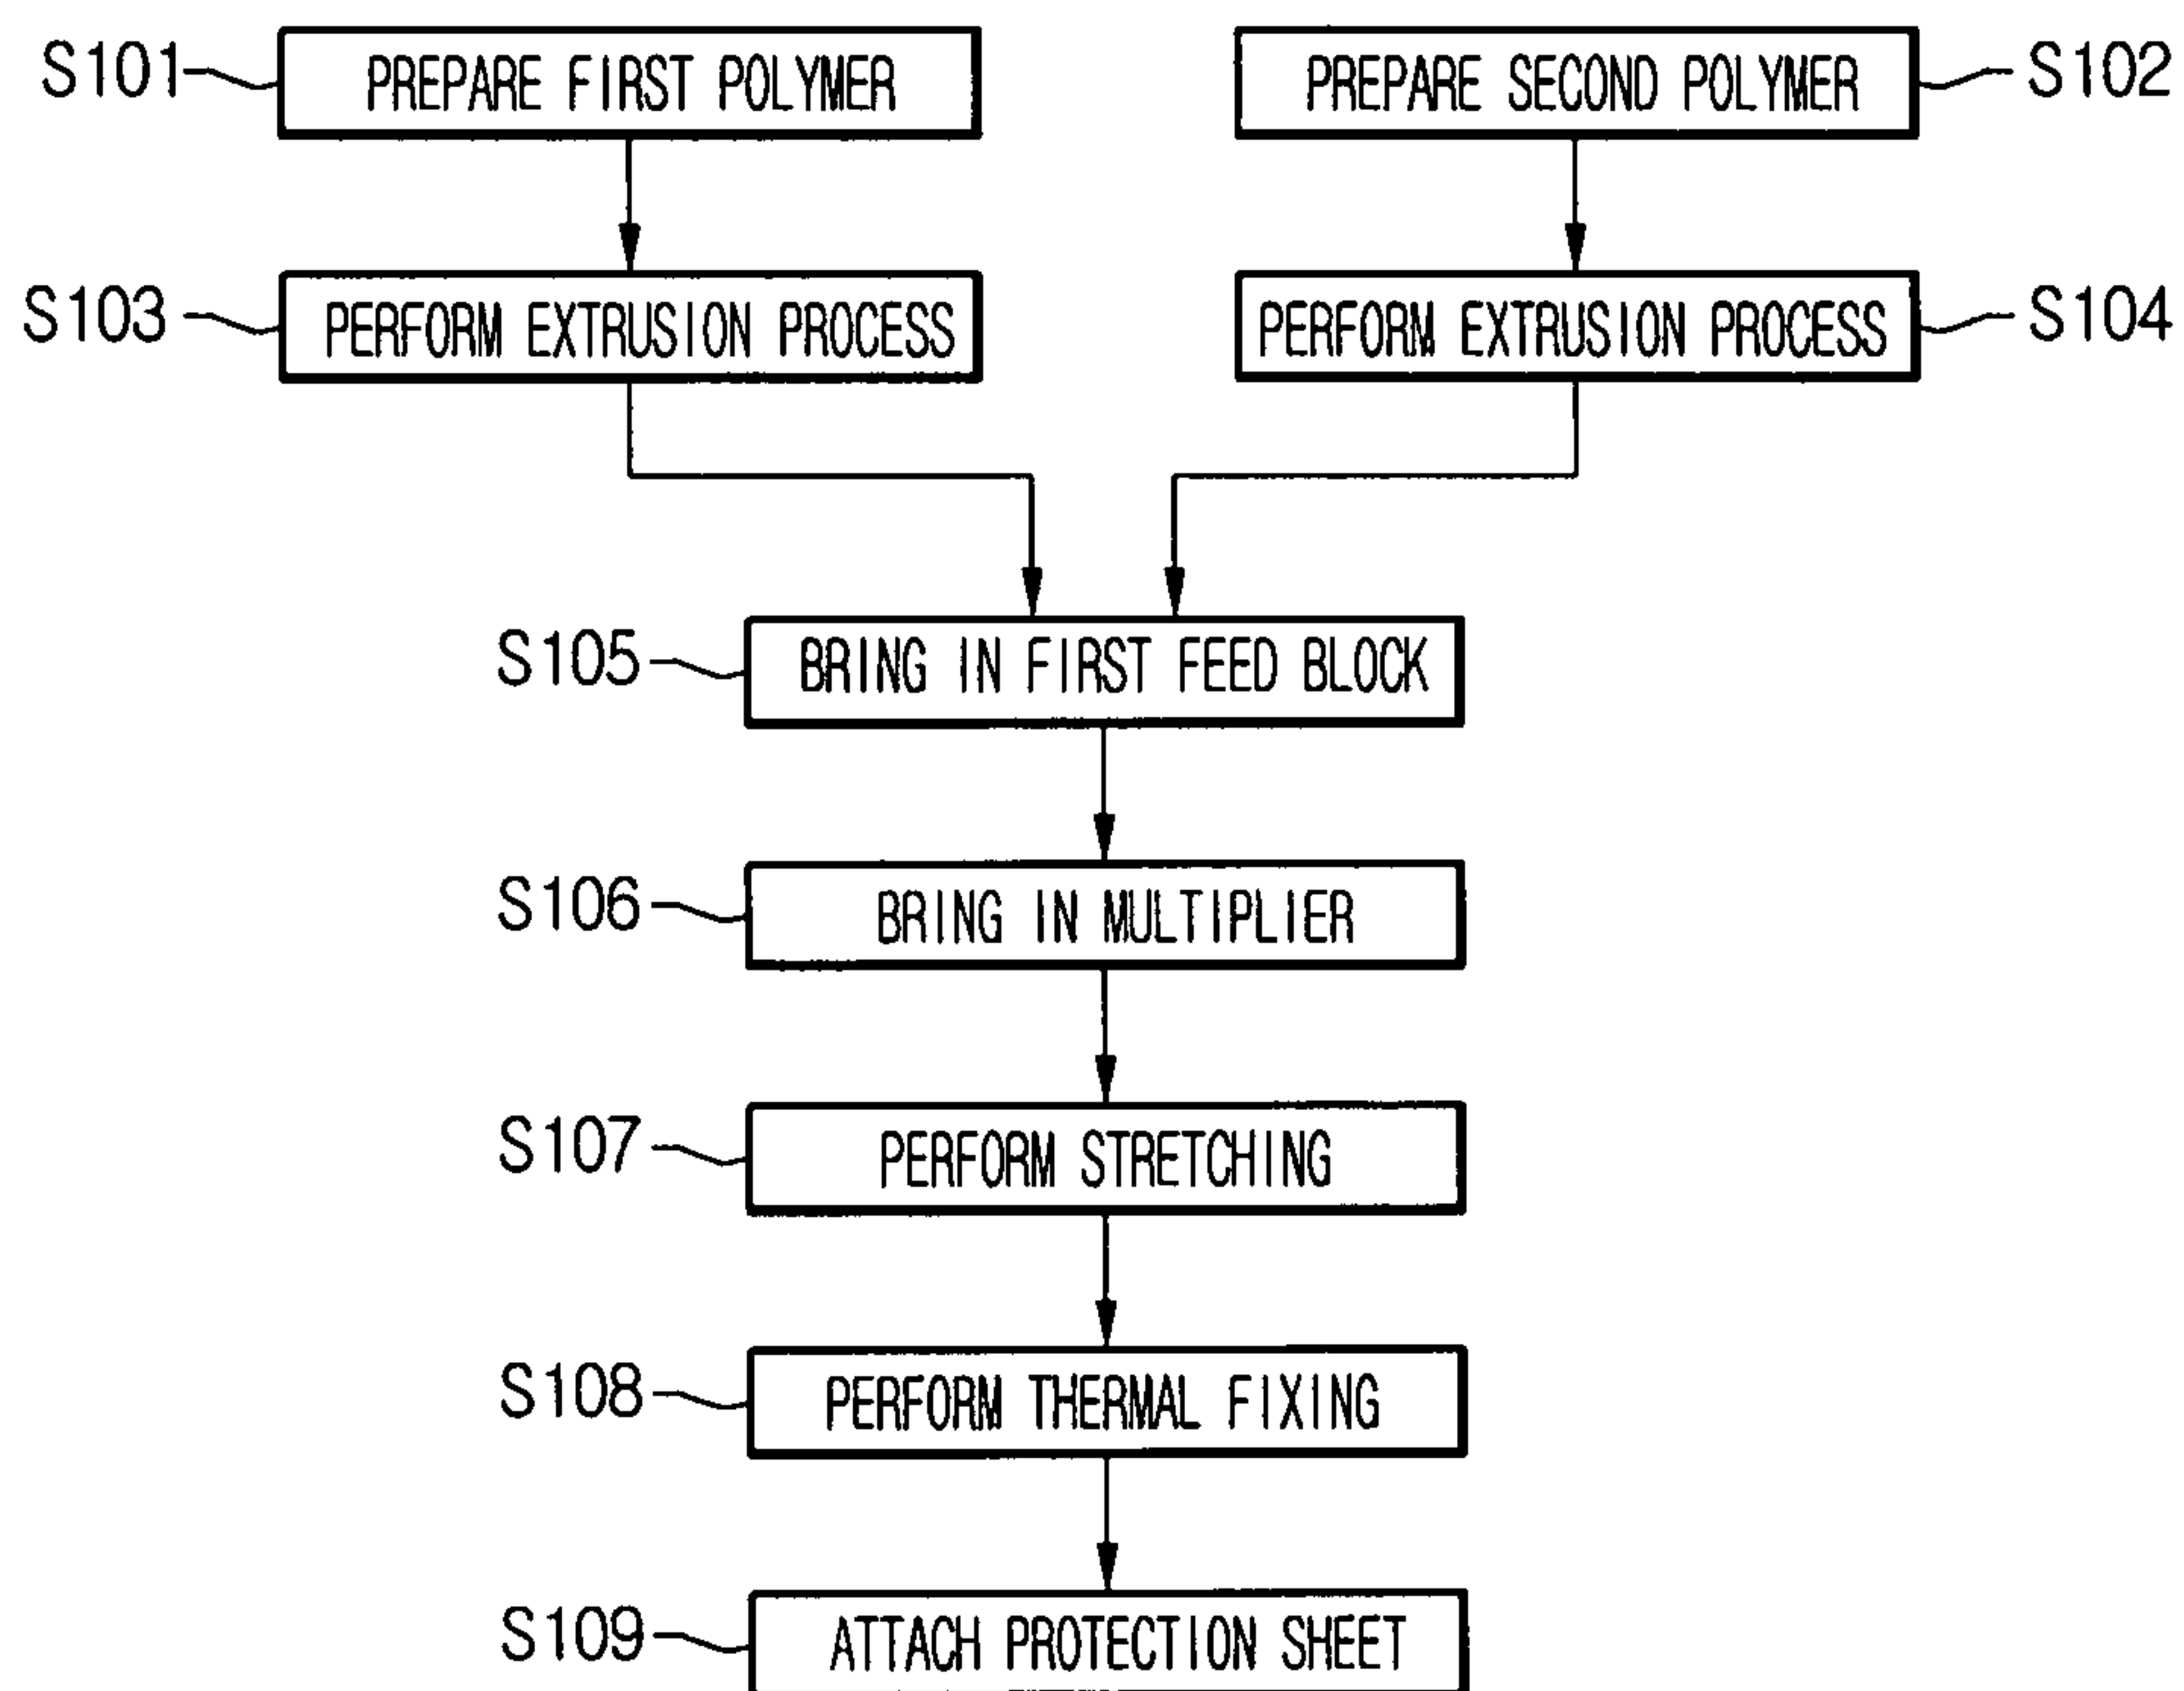 S101
PREPARE FIRST POLYMER
PREPARE SECOND POLYMER
S102
S103
PERFORM EXTRUSION PROCESS
PERFORM EXTRUSION PROCESS
S104
S105
BRING IN FIRST FEED BLOCK
S106
BRING IN MULTIPLIER
S107
PERFORM STRETCHING
S108
PERFORM THERMAL FIXING
S109
ATTACH PROTECTION SHEET